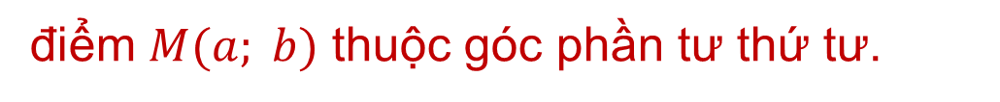 điểm M(a; b) thuộc góc phần tư thứ tư.